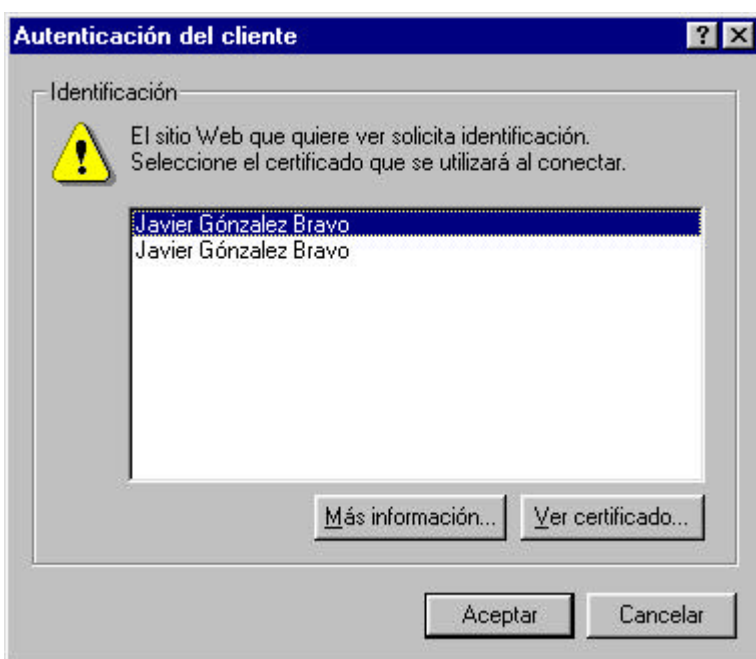 Autenticación del cliente
Identificación
El sitio Web que quiere ver solicita identificación.
Seleccione el certificado que se utilizará al conectar.
Javier Gónzalez Bravo
Javier Gónzalez Bravo
Más información... Ver certificado...
Aceptar Cancelar